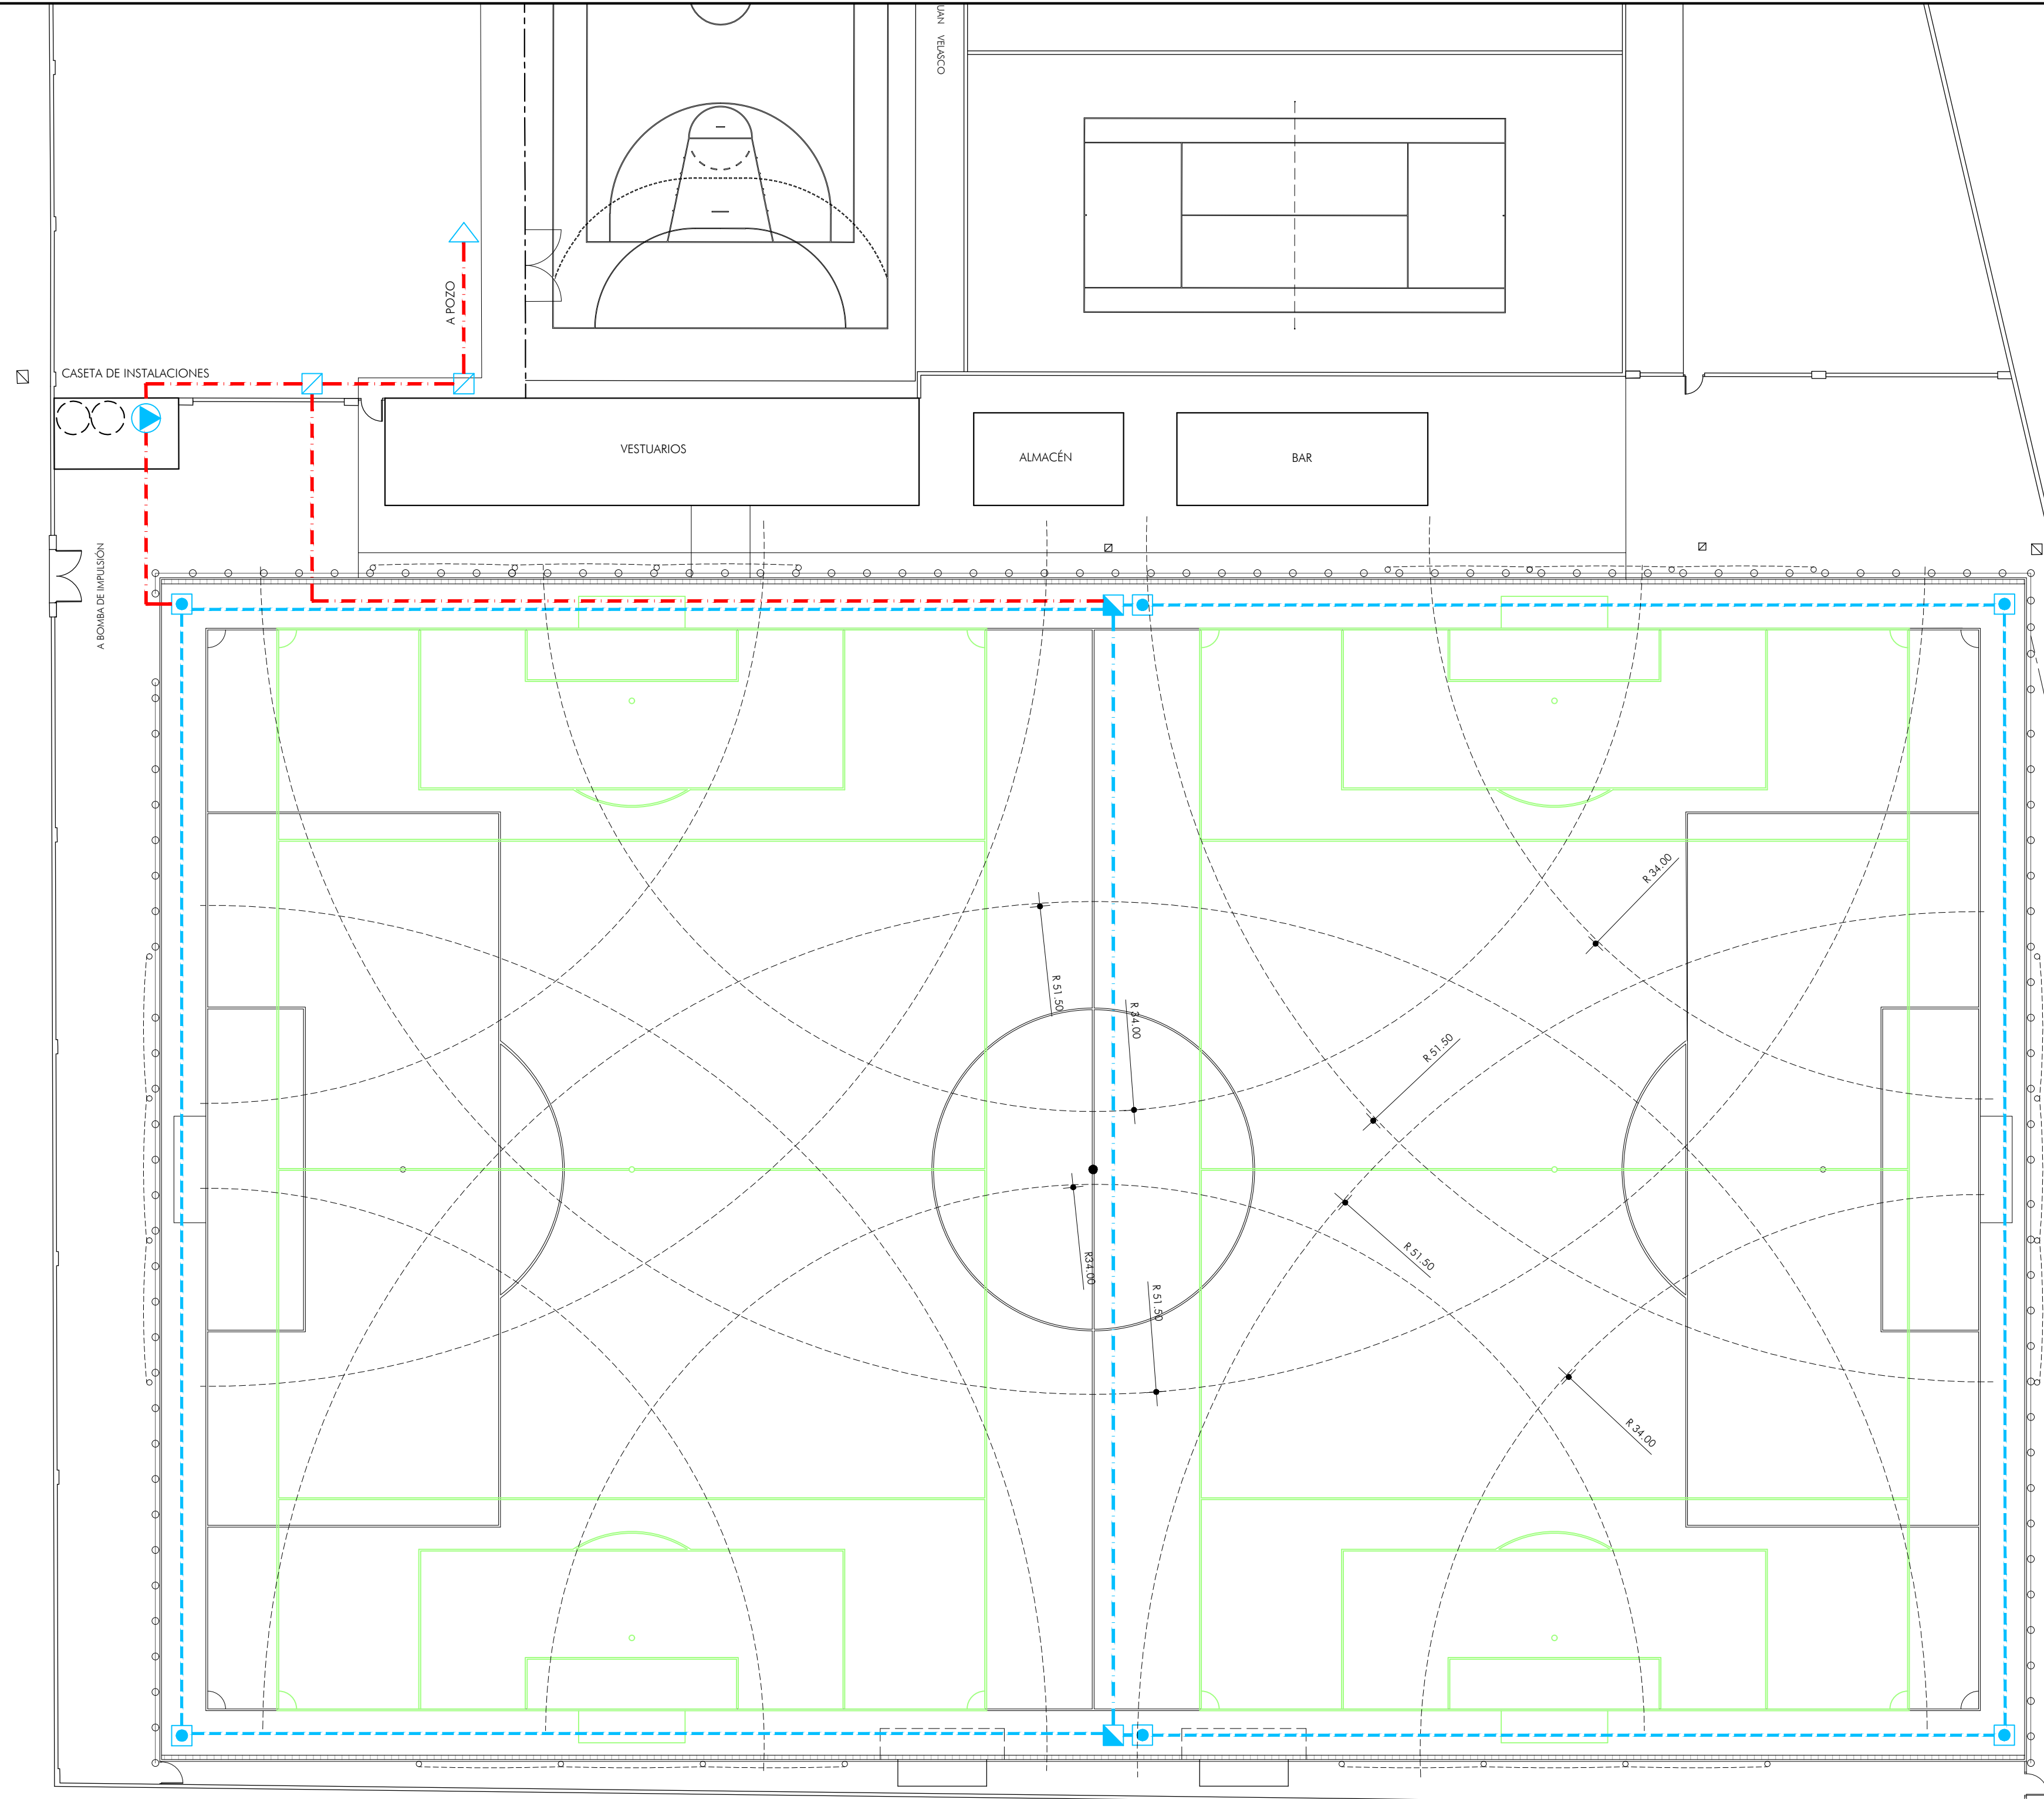 UAN VELASCO
A POZO
CASETA DE INSTALACIONES
VESTUARIOS
ALMACÉN
BAR
A BOMBA DE IMPULSIÓN
R 34.00
R 51.50
R 34.00
R 51.50
R 51.50
R34.00
R 51.50
R 34.00